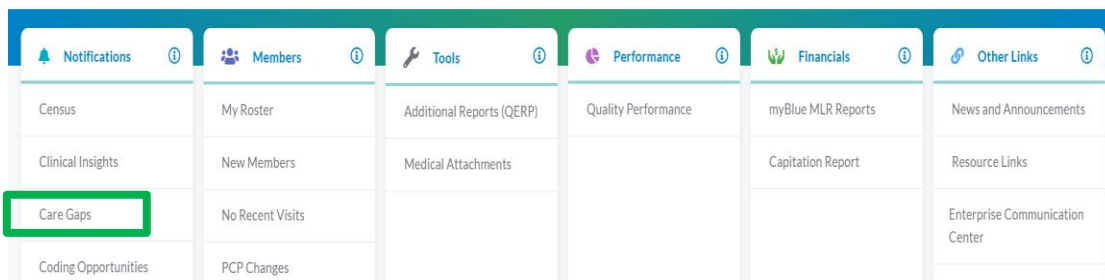 Notifications
Census
Clinical Insights
Care Gaps
Coding Opportunities
Members
My Roster
New Members
No Recent Visits
PCP Changes
Tools
Additional Reports (QERP)
Medical Attachments
Performance
Quality Performance
Financials
myBlue MLR Reports
Capitation Report
Other Links
News and Announcements
Resource Links
Enterprise Communication
Center